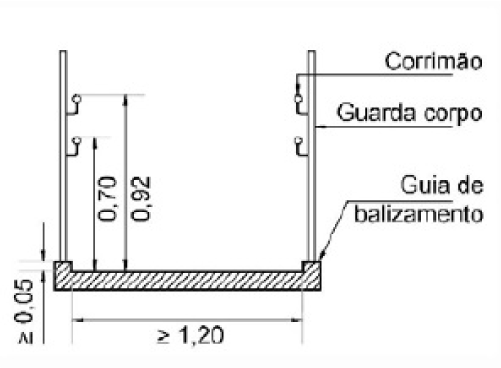 Corrimão
Guarda corpo
Guia de
balizamento
0,70
0,92
≥ 0,05
≥ 1,20